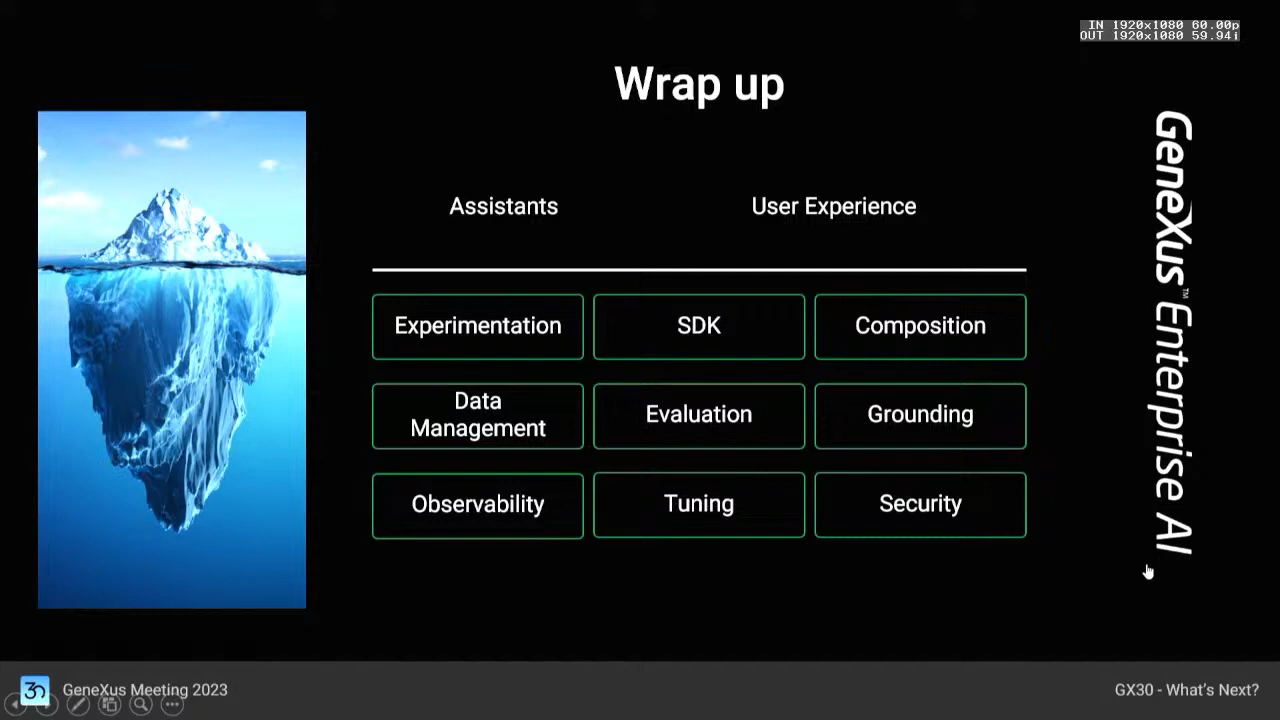 IN 1920x1080 60.00p
OUT 1920x1080 59.94i
Wrap up
Assistants
User Experience
Experimentation
SDK
Composition
Data
Management
Evaluation
Grounding
Observability
Tuning
Security
GeneXus™ Enterprise AI
30
GeneXus Meeting 2023
GX30 - What's Next?